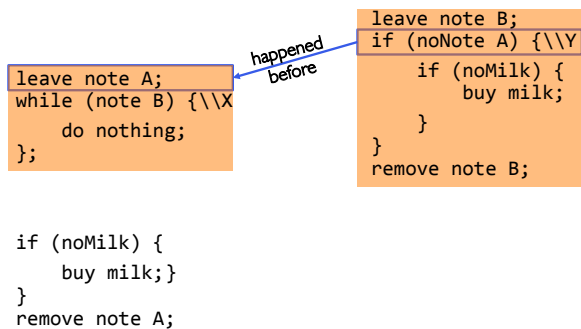 leave note A;
while (note B) {\\X
do nothing;
};
happened
before
leave note B;
if (noNote A) {\\Y
if (noMilk) {
buy milk;
}
}
remove note B;
if (noMilk) {
buy milk;}
}
remove note A;